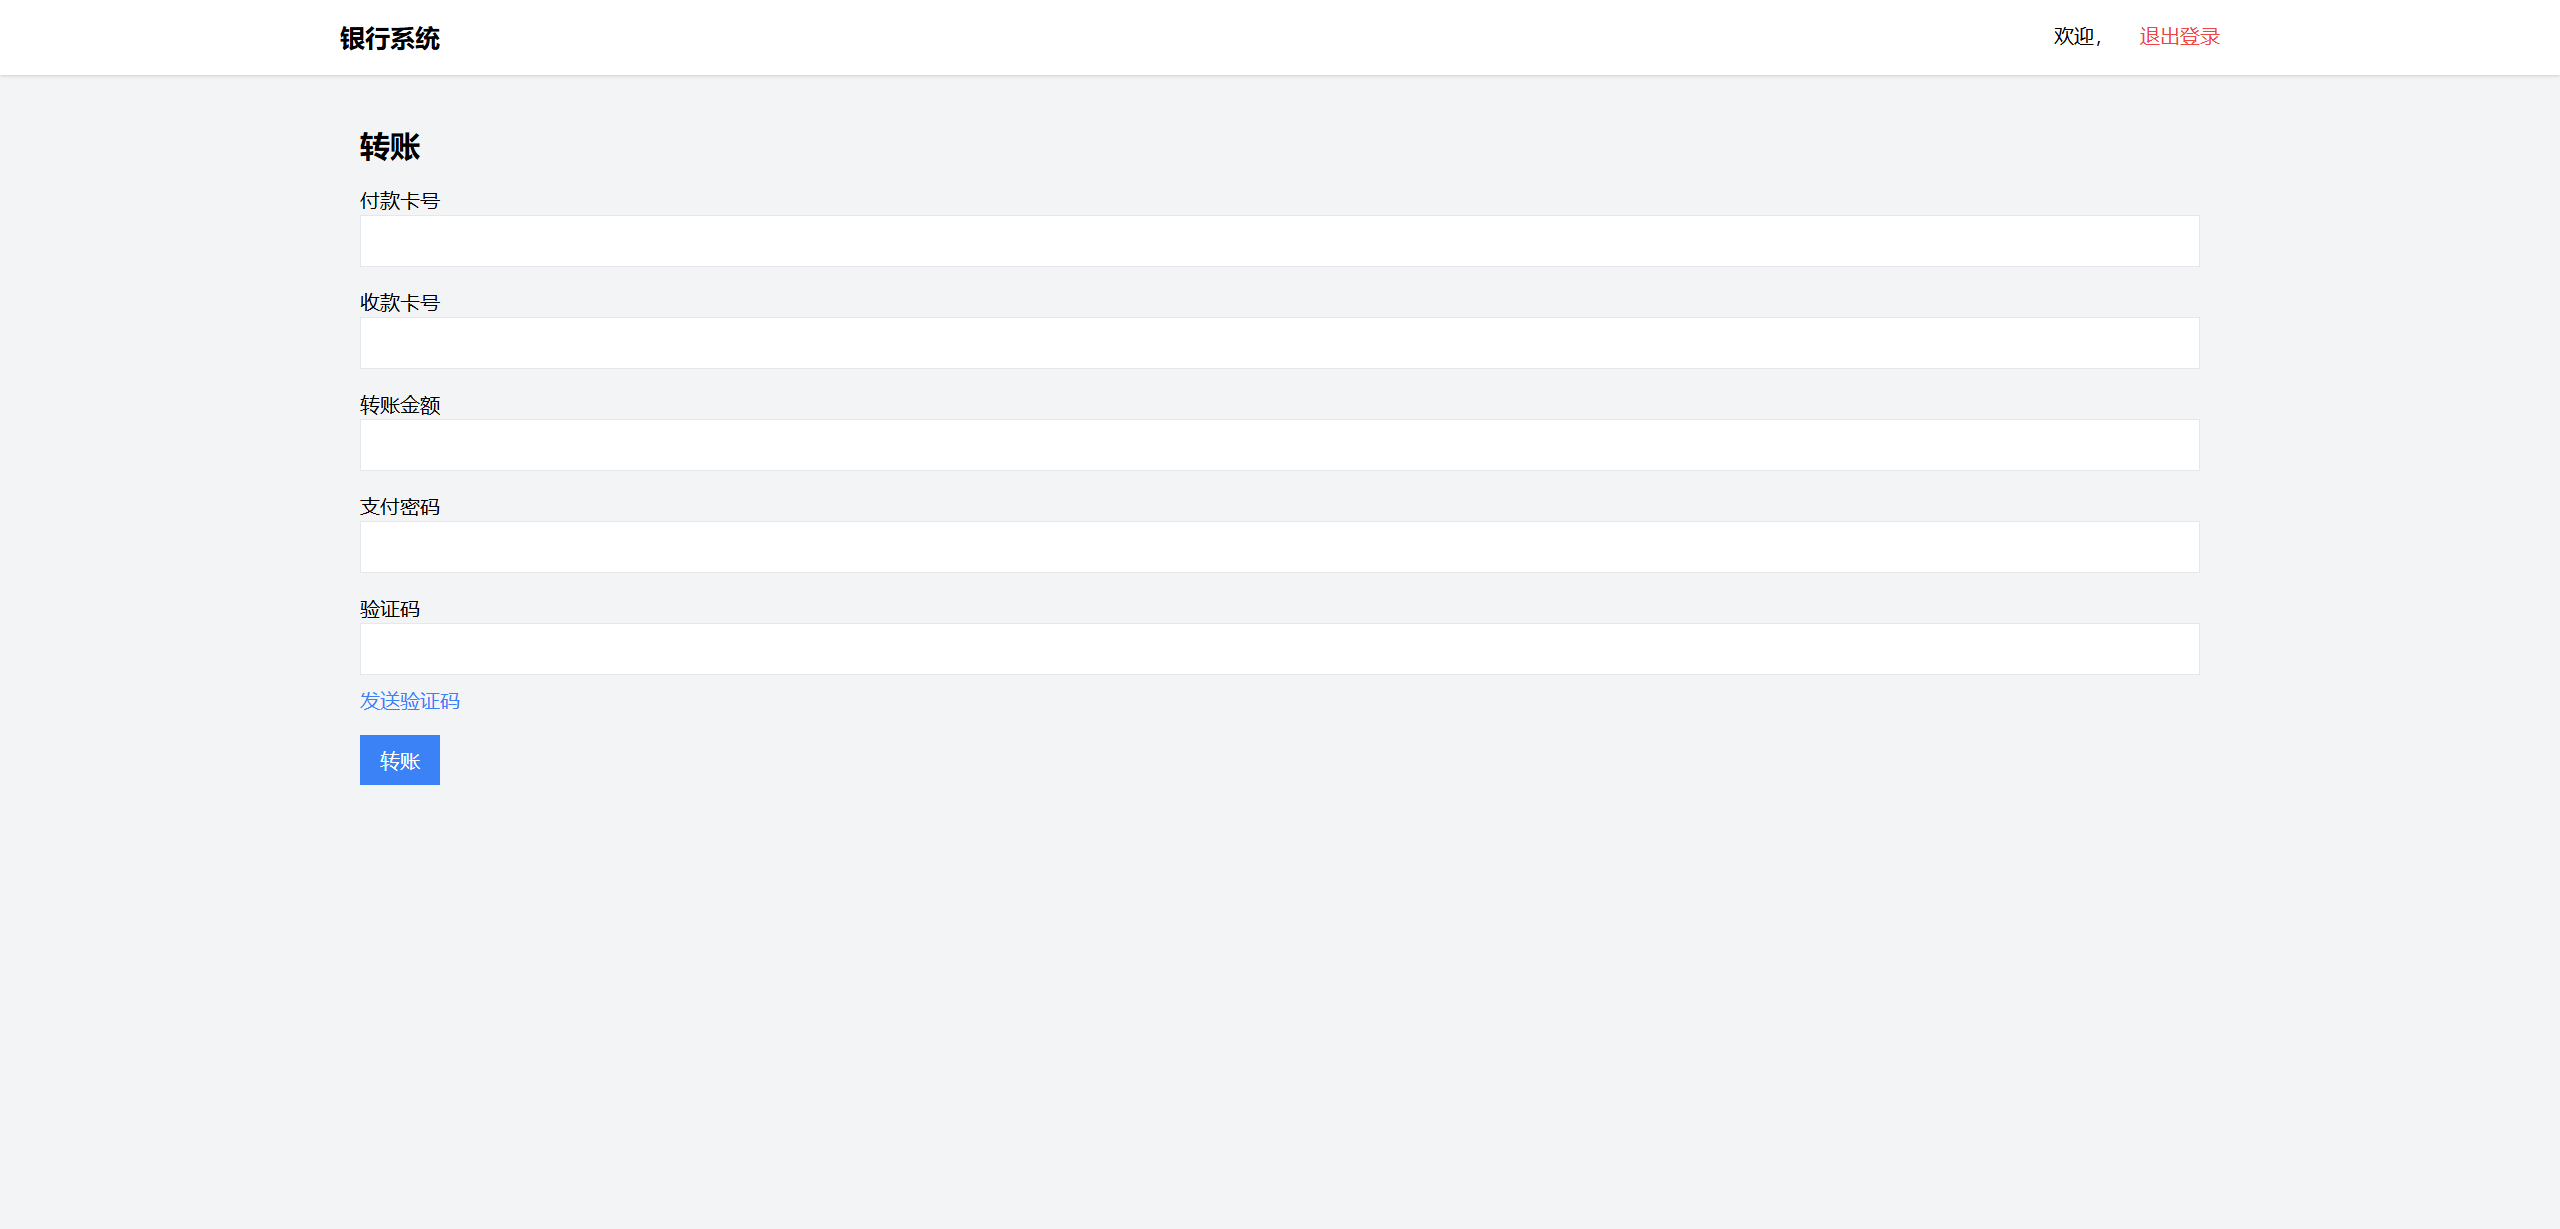 银行系统
欢迎，
退出登录
转账
付款卡号
收款卡号
转账金额
支付密码
验证码
发送验证码
转账